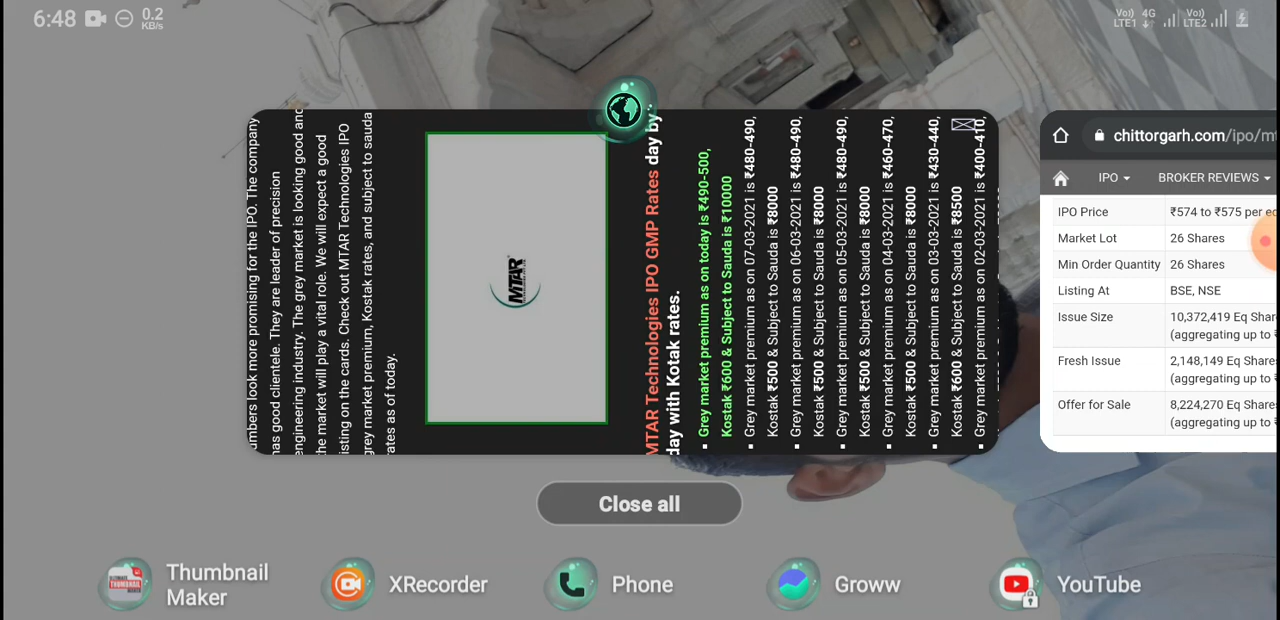 6:48
0.2
KB/s
Vo)
LTE1
4G
Vo)
LTE2
umbers look more promising for the IPO. The company
has good clientele. They are leader of precision
engineering industry. The grey market is looking good and
the market will play a vital role. We will expect a good
isting on the cards. Check out MTAR Technologies IPO
grey market premium, Kostak rates, and subject to sauda
rates as of today.
MTAR
MTAR Technologies IPO GMP Rates day by
day with Kotak rates.
▪ Grey market premium as on today is ₹490-500,
Kostak ₹600 & Subject to Sauda is ₹10000
▪ Grey market premium as on 07-03-2021 is ₹480-490,
Kostak ₹500 & Subject to Sauda is ₹8000
▪ Grey market premium as on 06-03-2021 is ₹480-490,
Kostak ₹500 & Subject to Sauda is ₹8000
▪ Grey market premium as on 05-03-2021 is ₹480-490,
Kostak ₹500 & Subject to Sauda is ₹8000
▪ Grey market premium as on 04-03-2021 is ₹460-470,
Kostak ₹500 & Subject to Sauda is ₹8000
▪ Grey market premium as on 03-03-2021 is ₹430-440,
Kostak ₹600 & Subject to Sauda is ₹8500
▪ Grey market premium as on 02-03-2021 is ₹400-410,
chittorgarh.com/ipo/mt
IPO
BROKER REVIEWS
IPO Price ₹574 to ₹575 per eq
Market Lot 26 Shares
Min Order Quantity 26 Shares
Listing At BSE, NSE
Issue Size 10,372,419 Eq Shar
(aggregating up to ₹
Fresh Issue 2,148,149 Eq Share
(aggregating up to ₹
Offer for Sale 8,224,270 Eq Share
(aggregating up to ₹
Close all
Thumbnail
Maker
XRecorder
Phone
Groww
YouTube